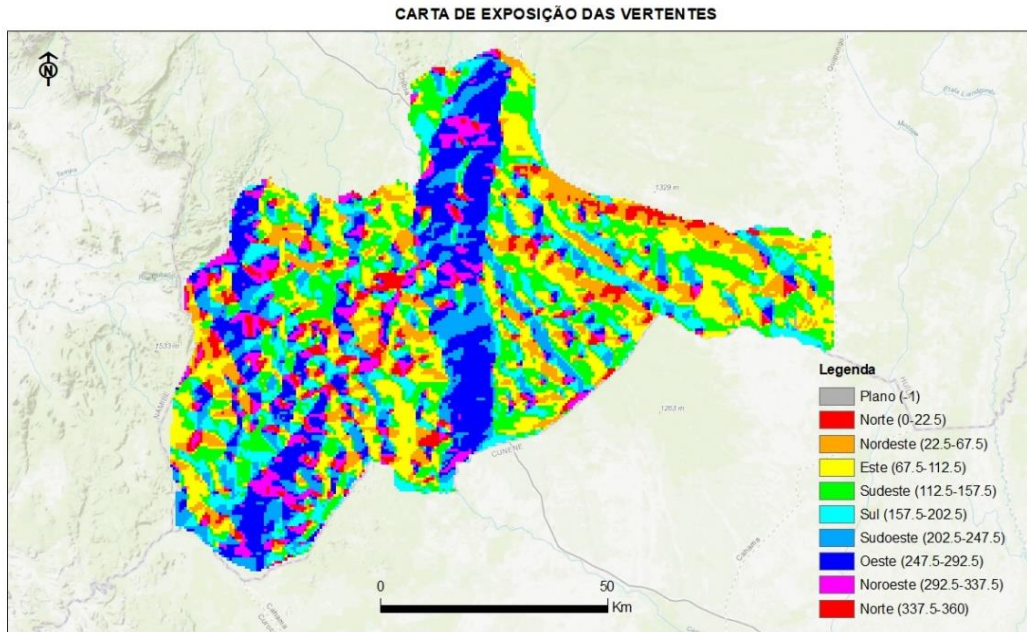 CARTA DE EXPOSIÇÃO DAS VERTENTES
N
1329 m
1533 m
1263 m
NAMIBE
CUNENE
Cahama
Cahama
Legenda
Plano (-1)
Norte (0-22.5)
Nordeste (22.5-67.5)
Este (67.5-112.5)
Sudeste (112.5-157.5)
Sul (157.5-202.5)
Sudoeste (202.5-247.5)
Oeste (247.5-292.5)
Noroeste (292.5-337.5)
Norte (337.5-360)
0 50
Km